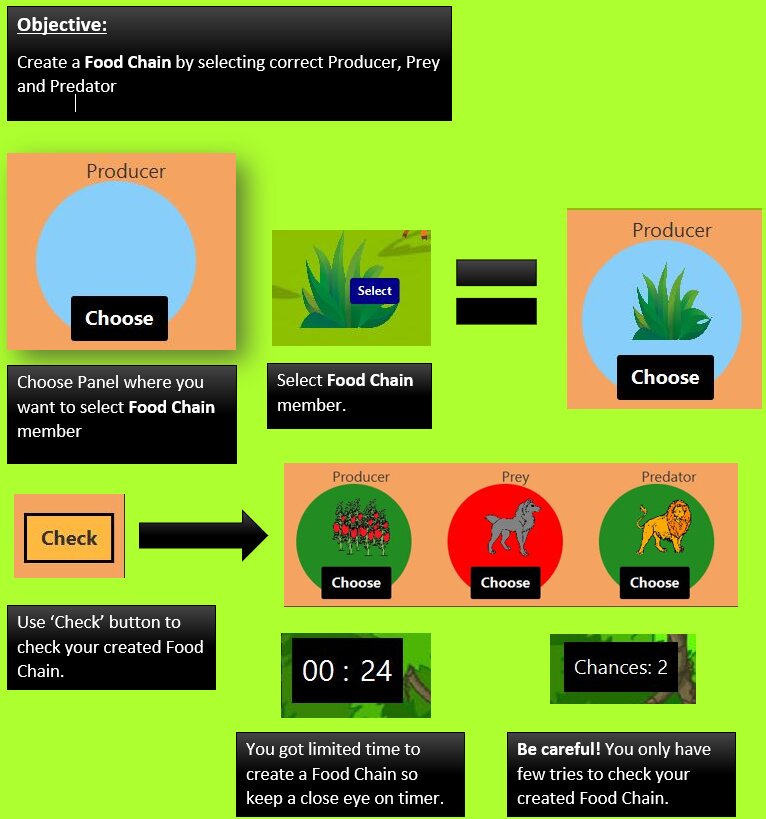 Objective:
Create a Food Chain by selecting correct Producer, Prey
and Predator
Producer
Choose
Select
Producer
Choose
Choose Panel where you
want to select Food Chain
member
Select Food Chain
member.
Check
Producer
Choose
Prey
Choose
Predator
Choose
Use ‘Check’ button to
check your created Food
Chain.
00 : 24
Chances: 2
You got limited time to
create a Food Chain so
keep a close eye on timer.
Be careful! You only have
few tries to check your
created Food Chain.